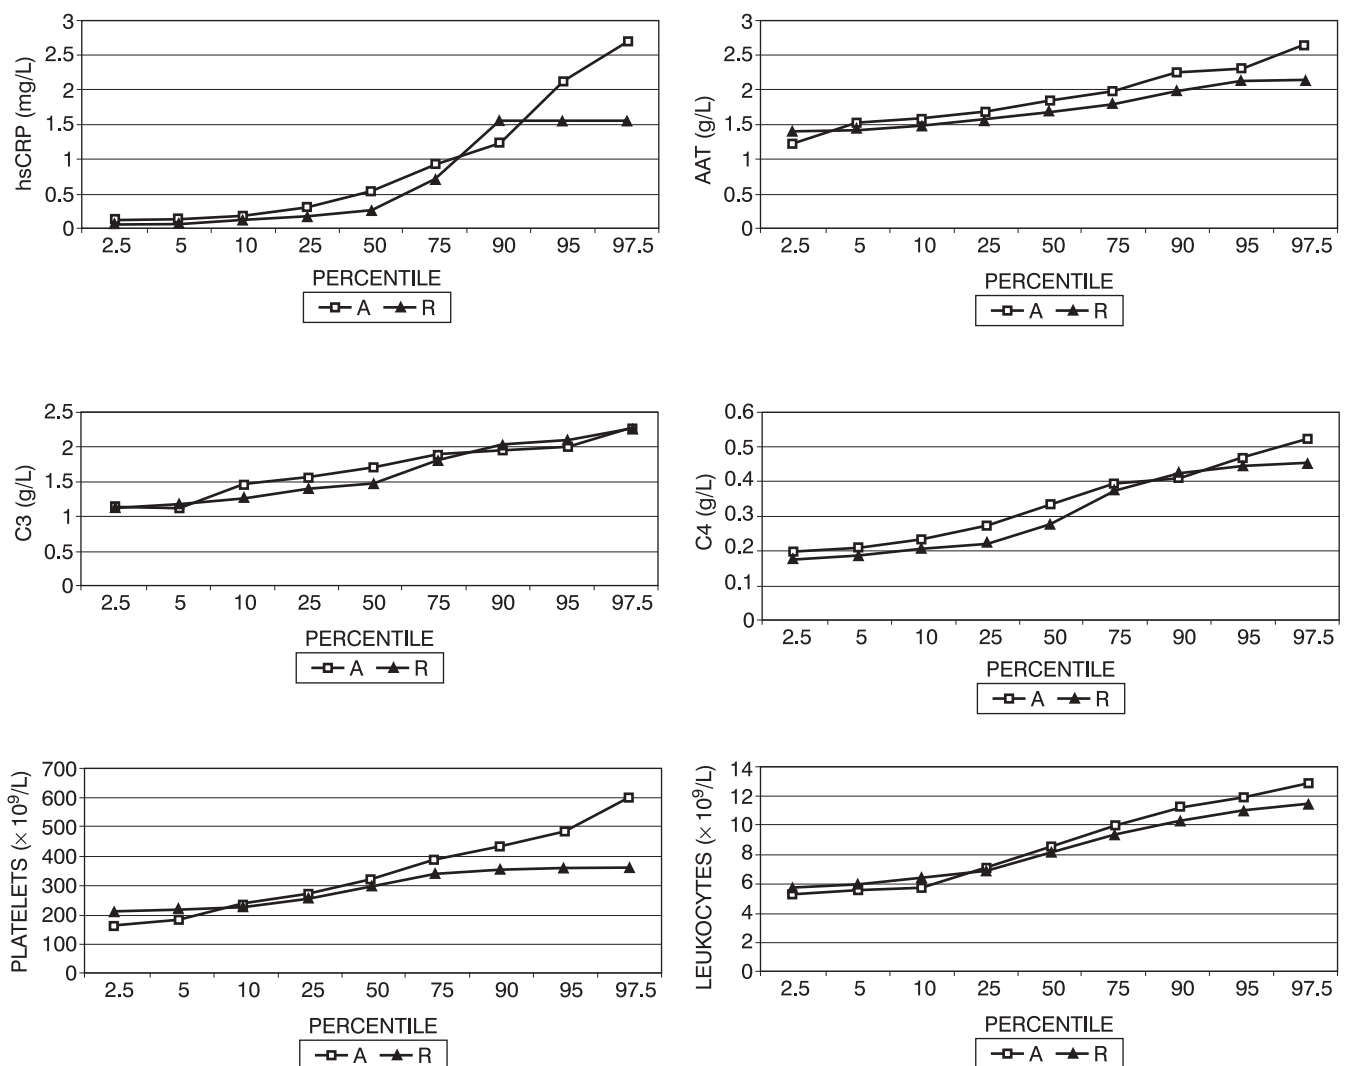 hsCRP (mg/L)
3
2.5
2
1.5
1
0.5
0
2.5 5 10 25 50 75 90 95 97.5
PERCENTILE
A R
AAT (g/L)
3
2.5
2
1.5
1
0.5
0
2.5 5 10 25 50 75 90 95 97.5
PERCENTILE
A R
C3 (g/L)
2.5
2
1.5
1
0.5
0
2.5 5 10 25 50 75 90 95 97.5
PERCENTILE
A R
C4 (g/L)
0.6
0.5
0.4
0.3
0.2
0.1
0
2.5 5 10 25 50 75 90 95 97.5
PERCENTILE
A R
PLATELETS (× 10⁹/L)
700
600
500
400
300
200
100
0
2.5 5 10 25 50 75 90 95 97.5
PERCENTILE
A R
LEUKOCYTES (× 10⁹/L)
14
12
10
8
6
4
2
0
2.5 5 10 25 50 75 90 95 97.5
PERCENTILE
A R